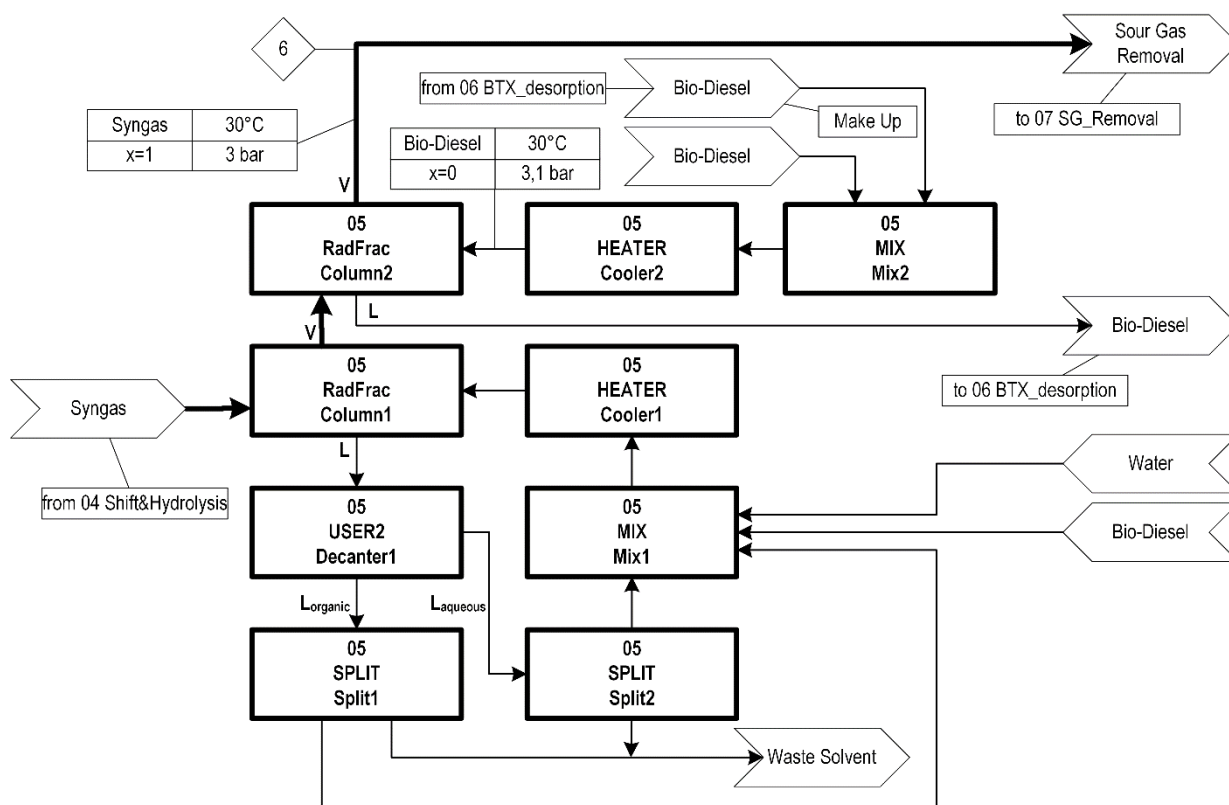 6
Sour Gas
Removal
to 07 SG_Removal
from 06 BTX_desorption
Bio-Diesel
Make Up
Bio-Diesel
Syngas 30°C
x=1 3 bar
Bio-Diesel 30°C
x=0 3,1 bar
V
05
RadFrac
Column2
05
HEATER
Cooler2
05
MIX
Mix2
L
V
Bio-Diesel
to 06 BTX_desorption
Syngas
from 04 Shift&Hydrolysis
05
RadFrac
Column1
05
HEATER
Cooler1
L
Water
Bio-Diesel
05
USER2
Decanter1
05
MIX
Mix1
Lorganic
Laqueous
05
SPLIT
Split1
05
SPLIT
Split2
Waste Solvent